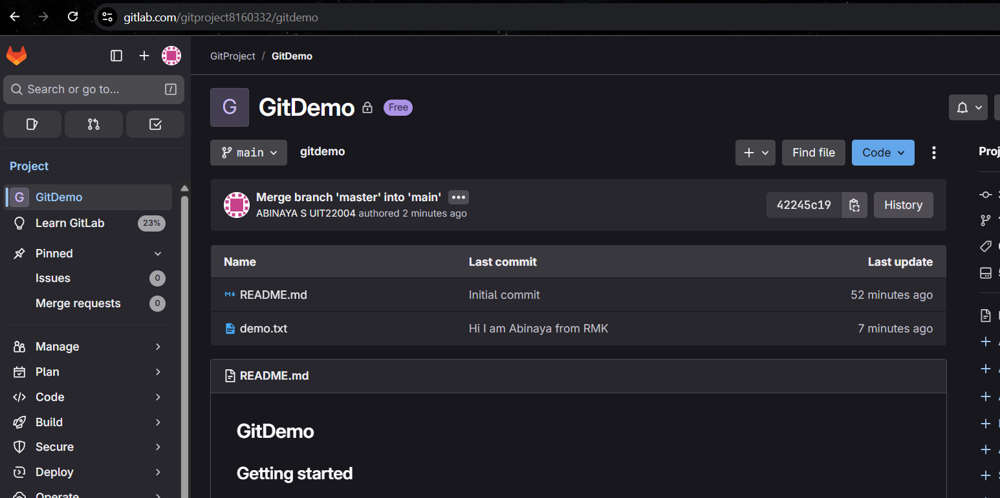 gitlab.com/gitproject8160332/gitdemo
GitProject / GitDemo
Search or go to... /
G GitDemo Free
main gitdemo Find file Code
Project
Proj
G GitDemo
Merge branch 'master' into 'main'
ABINAYA S UIT22004 authored 2 minutes ago
42245c19 History
Learn GitLab 23%
Pinned
Issues 0
Merge requests 0
Manage
Plan
Code
Build
Secure
Deploy
Operate
Name Last commit Last update
README.md Initial commit 52 minutes ago
demo.txt Hi I am Abinaya from RMK 7 minutes ago
README.md
GitDemo
Getting started